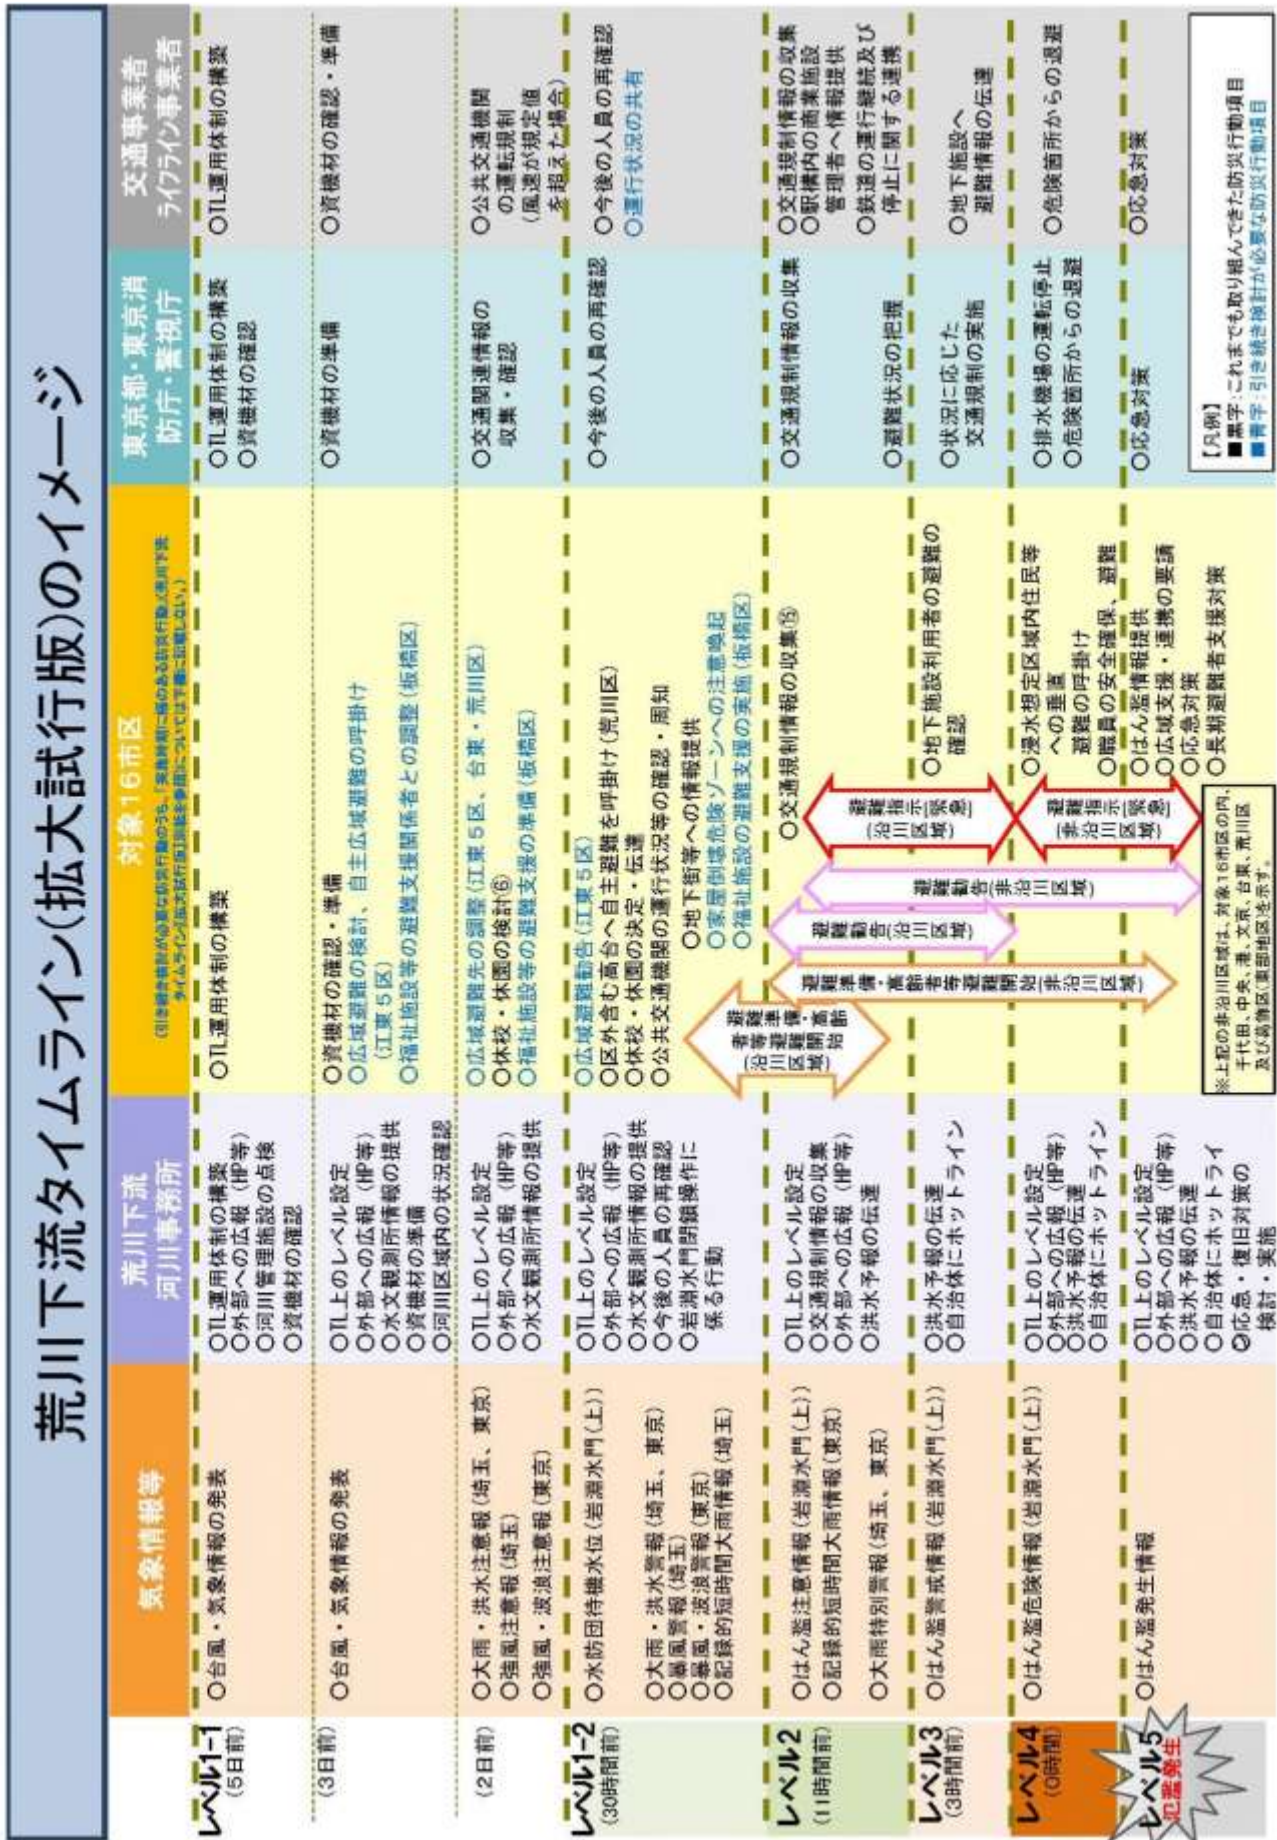 荒川下流タイムライン(拡大試行版)のイメージ
気象情報等
荒川下流
河川事務所
対象16市区
東京都・東京消
防庁・警視庁
交通事業者
ライフライン事業者
レベル1-1
(5日前)
○台風・気象情報の発表
○TL運用体制の構築
○外部への広報(HP等)
○河川管理施設の点検
○資機材の確認
○TL運用体制の構築
○TL運用体制の構築
○資機材の確認
○TL運用体制の構築
(3日前)
○台風・気象情報の発表
○TL上のレベル設定
○外部への広報(HP等)
○水文観測所情報の提供
○資機材の準備
○河川区域内の状況確認
○資機材の確認・準備
○広域避難の検討、自主広域避難の呼掛け
(江東5区)
○福祉施設等の避難支援関係者との調整(板橋区)
○資機材の準備
○資機材の確認・準備
(2日前)
○大雨・洪水注意報(埼玉、東京)
○強風注意報(埼玉)
○強風・波浪注意報(東京)
○TL上のレベル設定
○外部への広報(HP等)
○水文観測所情報の提供
○広域避難先の調整(江東5区、台東・荒川区)
○休校・休園の検討⑥
○福祉施設等の避難支援の準備(板橋区)
○交通関連情報の
収集・確認
○公共交通機関
の運転規制
(風速が規定値
を超えた場合)
レベル1-2
(30時間前)
○水防団待機水位(岩淵水門(上))
○大雨・洪水警報(埼玉、東京)
○暴風警報(埼玉)
○暴風・波浪警報(東京)
○記録的短時間大雨情報(埼玉)
○TL上のレベル設定
○外部への広報(HP等)
○水文観測所情報の提供
○今後の人員の再確認
○岩淵水門閉鎖操作に
係る行動
○広域避難勧告(江東5区)
○区外含む高台へ自主避難を呼掛け(荒川区)
○休校・休園の決定・伝達
○公共交通機関の運行状況等の確認・周知
○地下街等への情報提供
○家屋倒壊危険ゾーンへの注意喚起
○福祉施設の避難支援の実施(板橋区)
○今後の人員の再確認
○今後の人員の再確認
○運行状況の共有
レベル2
(11時間前)
○はん濫注意情報(岩淵水門(上))
○記録的短時間大雨情報(東京)
○大雨特別警報(埼玉、東京)
○TL上のレベル設定
○交通規制情報の収集
○外部への広報(HP等)
○洪水予報の伝達
○交通規制情報の収集⑮
○交通規制情報の収集
○避難状況の把握
○交通規制情報の収集
○駅構内の商業施設
管理者へ情報提供
○鉄道の運行継続及び
停止に関する連携
避難準備・高齢
者等避難開始
(沿川区域)
避難準備・高齢者等避難開始(非沿川区域)
避難勧告(沿川区域)
避難勧告(非沿川区域)
避難指示(緊急)
(沿川区域)
避難指示(緊急)
(非沿川区域)
レベル3
(3時間前)
○はん濫警戒情報(岩淵水門(上))
○洪水予報の伝達
○自治体にホットライン
○地下施設利用者の避難の
確認
○状況に応じた
交通規制の実施
○地下施設へ
避難情報の伝達
レベル4
(0時間)
○はん濫危険情報(岩淵水門(上))
○TL上のレベル設定
○外部への広報(HP等)
○洪水予報の伝達
○自治体にホットライン
○浸水想定区域内住民等
への垂直
避難の呼掛け
○職員の安全確保、避難
○排水機場の運転停止
○危険箇所からの退避
○危険箇所からの退避
レベル5
氾濫発生
○はん濫発生情報
○TL上のレベル設定
○外部への広報(HP等)
○洪水予報の伝達
○自治体にホットライ
○応急・復旧対策の
検討・実施
○はん濫情報提供
○広域支援・連携の要請
○応急対策
○長期避難者支援対策
○応急対策
○応急対策
※上記の非沿川区域は、対象16市区の内、
千代田、中央、港、文京、台東、荒川区
及び葛飾区(東部地区)を示す。
【凡例】
■黒字:これまでも取り組んできた防災行動項目
■青字:引き続き検討が必要な防災行動項目